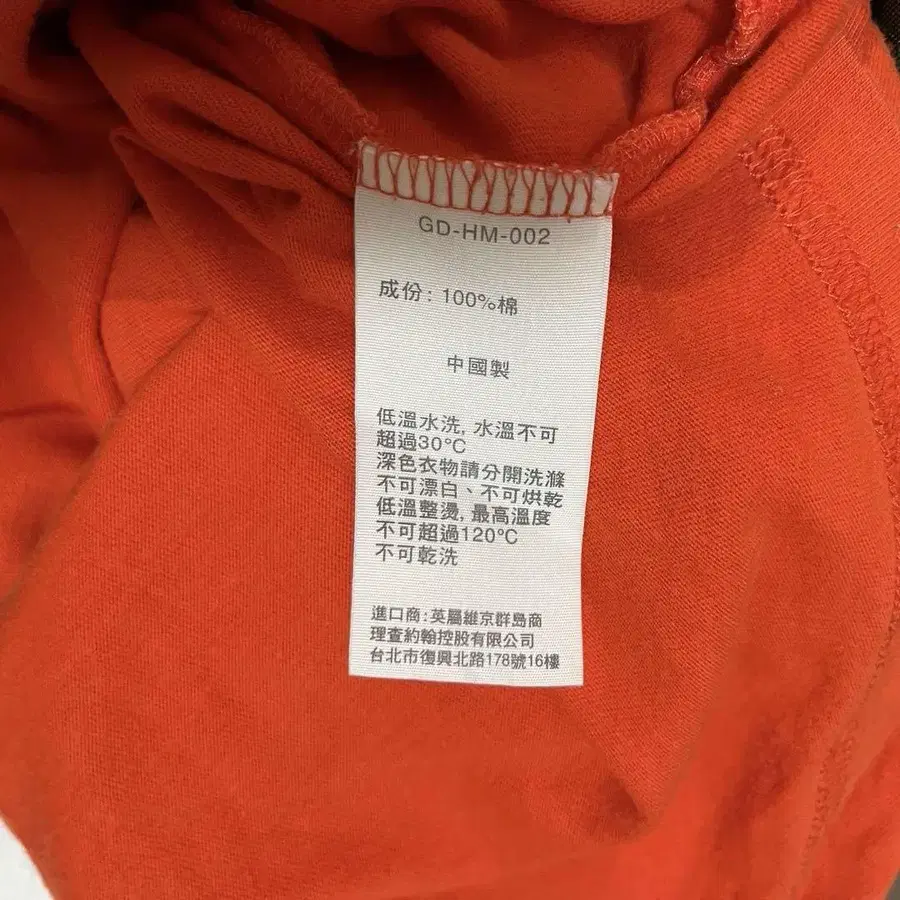 GD-HM-002
成份: 100%棉
中國製
低溫水洗, 水溫不可
超過30°C
深色衣物請分開洗滌
不可漂白、不可烘乾
低溫整燙, 最高溫度
不可超過120°C
不可乾洗
進口商: 英屬維京群島商
理查約翰控股有限公司
台北市復興北路178號16樓